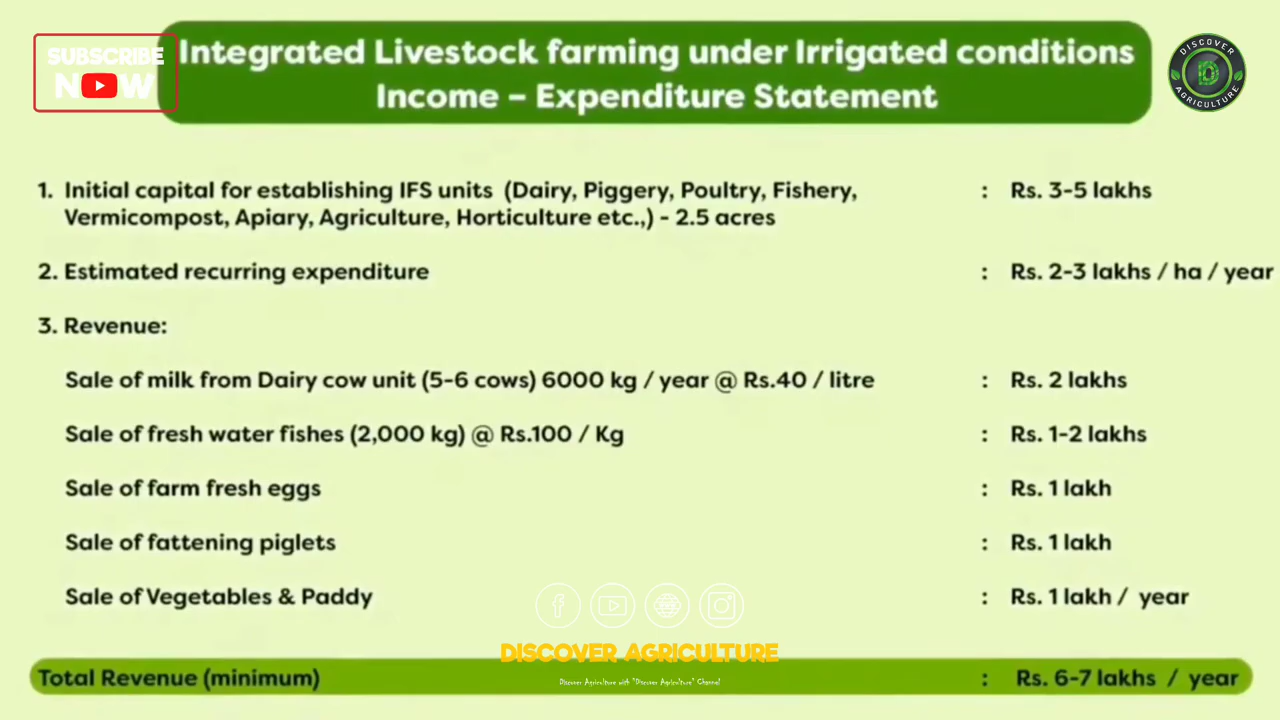 SUBSCRIBE
NOW
Integrated Livestock farming under Irrigated conditions
Income – Expenditure Statement
DISCOVER
D
AGRICULTURE
1. Initial capital for establishing IFS units (Dairy, Piggery, Poultry, Fishery, : Rs. 3-5 lakhs
Vermicompost, Apiary, Agriculture, Horticulture etc.,) - 2.5 acres
2. Estimated recurring expenditure : Rs. 2-3 lakhs / ha / year
3. Revenue:
Sale of milk from Dairy cow unit (5-6 cows) 6000 kg / year @ Rs.40 / litre : Rs. 2 lakhs
Sale of fresh water fishes (2,000 kg) @ Rs.100 / Kg : Rs. 1-2 lakhs
Sale of farm fresh eggs : Rs. 1 lakh
Sale of fattening piglets : Rs. 1 lakh
Sale of Vegetables & Paddy : Rs. 1 lakh / year
DISCOVER AGRICULTURE
Total Revenue (minimum) : Rs. 6-7 lakhs / year
Discover Agriculture with "Discover Agriculture" Channel